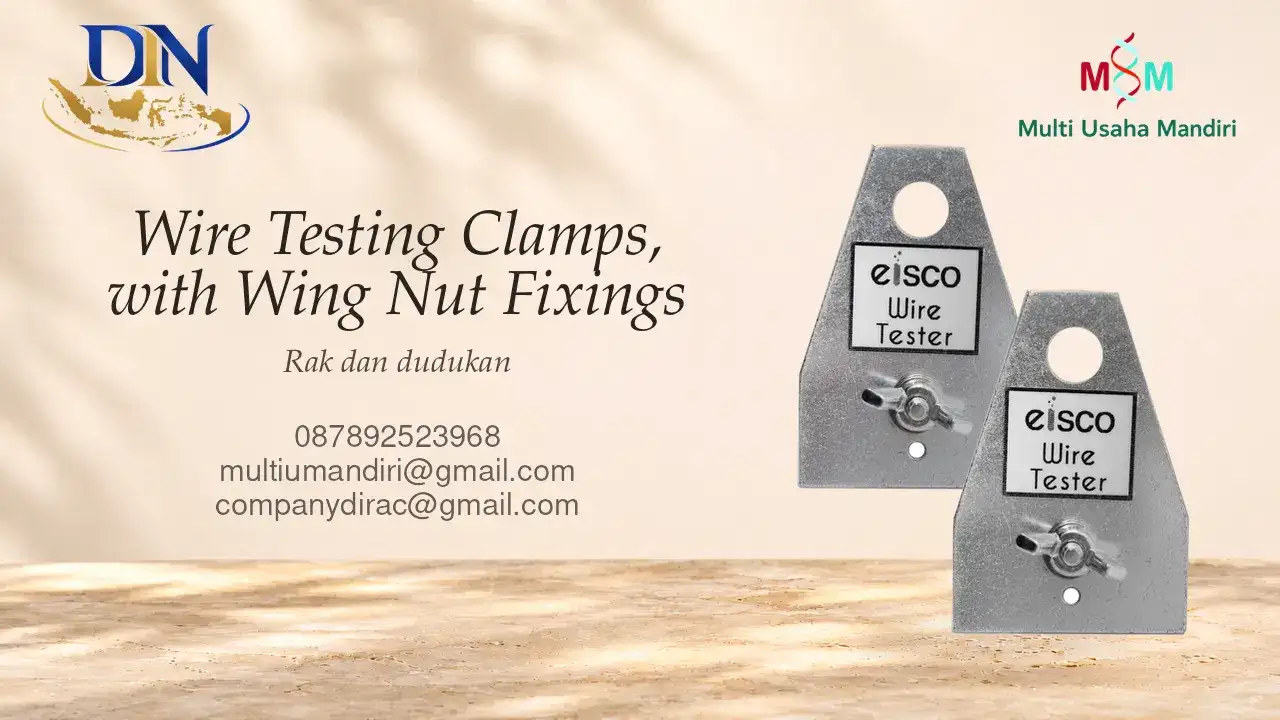 DIN
M M
Multi Usaha Mandiri
Wire Testing Clamps,
with Wing Nut Fixings
Rak dan dudukan
087892523968
multiumandiri@gmail.com
companydirac@gmail.com
eisco
Wire
Tester
eisco
Wire
Tester